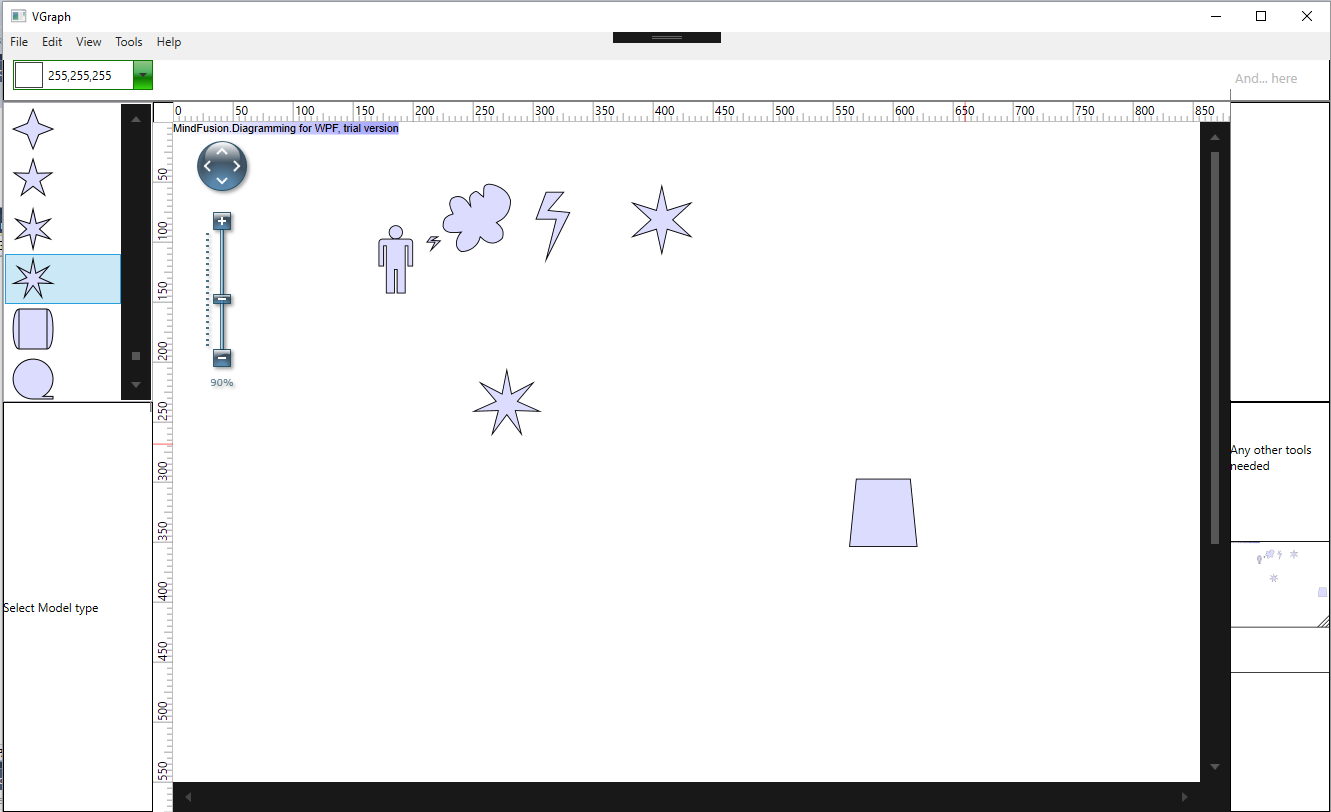 VGraph
File Edit View Tools Help
255,255,255
And... here
0 50 100 150 200 250 300 350 400 450 500 550 600 650 700 750 800 850
MindFusion.Diagramming for WPF, trial version
50
100
150
200
250
300
350
400
450
500
550
90%
Any other tools
needed
Select Model type